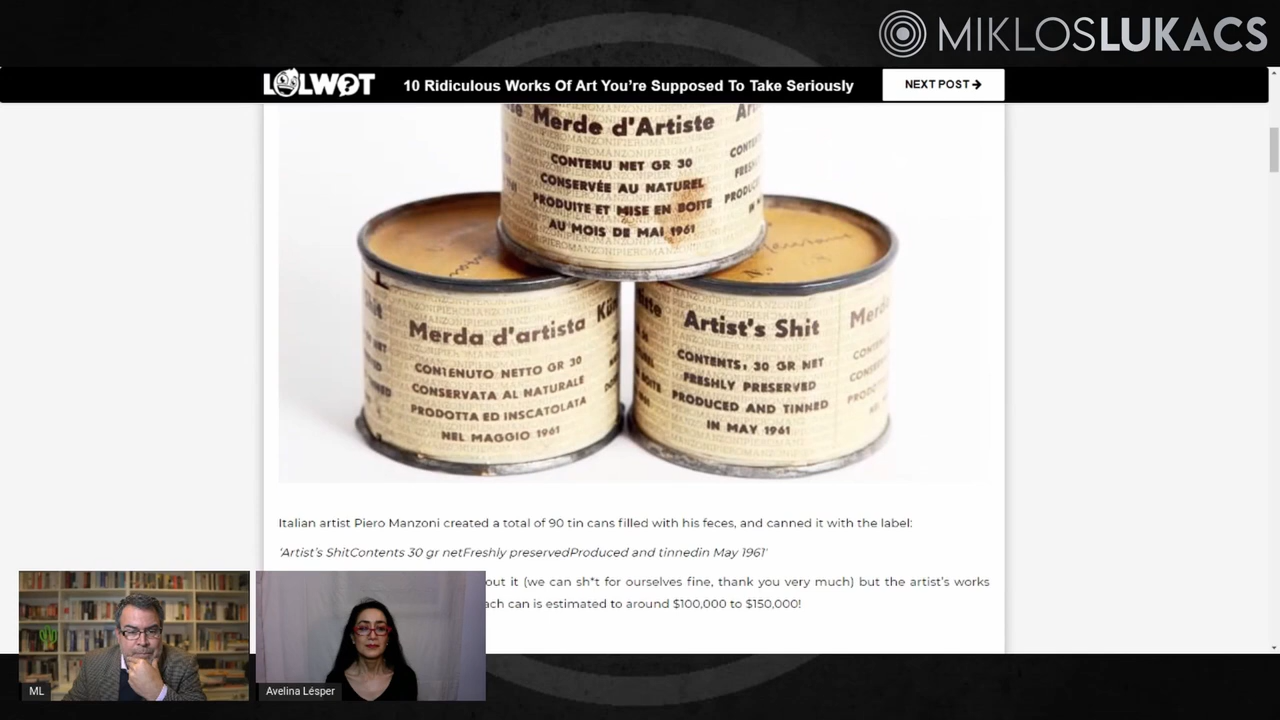 MIKLOSLUKACS
LOLWOT
10 Ridiculous Works Of Art You're Supposed To Take Seriously
NEXT POST
Merde d'Artiste
CONTENU NET GR 30
CONSERVÉE AU NATUREL
PRODUITE ET MISE EN BOITE
AU MOIS DE MAI 1961
Merda d'artista
CONTENUTO NETTO GR 30
CONSERVATA AL NATURALE
PRODOTTA ED INSCATOLATA
NEL MAGGIO 1961
Artist's Shit
CONTENTS: 30 GR NET
FRESHLY PRESERVED
PRODUCED AND TINNED
IN MAY 1961
Italian artist Piero Manzoni created a total of 90 tin cans filled with his feces, and canned it with the label:
'Artist's ShitContents 30 gr netFreshly preservedProduced and tinnedin May 1961'
out it (we can sh*t for ourselves fine, thank you very much) but the artist's works
ach can is estimated to around $100,000 to $150,000!
ML
Avelina Lésper